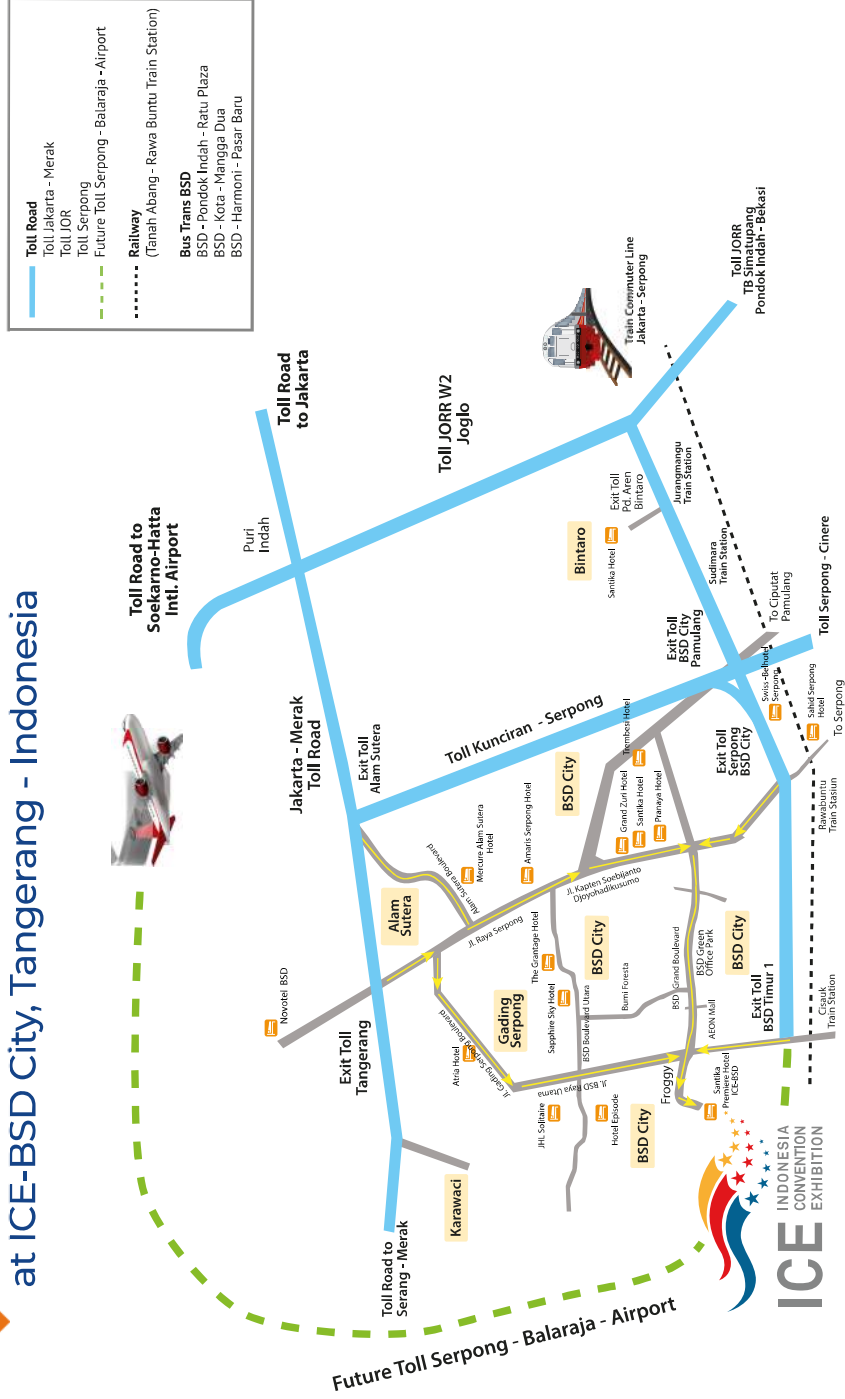 at ICE-BSD City, Tangerang - Indonesia
Toll Road
Toll Jakarta - Merak
Toll JOR
Toll Serpong
Future Toll Serpong - Balaraja - Airport
Railway
(Tanah Abang - Rawa Buntu Train Station)
Bus Trans BSD
BSD - Pondok Indah - Ratu Plaza
BSD - Kota - Mangga Dua
BSD - Harmoni - Pasar Baru
Toll Road to
Soekarno-Hatta
Intl. Airport
Puri
Indah
Toll Road
to Jakarta
Jakarta - Merak
Toll Road
Exit Toll
Alam Sutera
Toll JORR W2
Joglo
Train Commuter Line
Jakarta - Serpong
Toll JORR
TB Simatupang
Pondok Indah - Bekasi
Novotel BSD
Exit Toll
Tangerang
Alam
Sutera
Alam Sutera Boulevard
Mercure Alam Sutera
Hotel
Jl. Raya Serpong
Amaris Serpong Hotel
Toll Kunciran - Serpong
Bintaro
Santika Hotel
Exit Toll
Pd. Aren
Bintaro
Jurangmangu
Train Station
Sudimara
Train Station
Toll Road to
Serang - Merak
Karawaci
Atria Hotel
Jl. Gading Serpong Boulevard
Gading
Serpong
The Grantage Hotel
Sapphire Sky Hotel
BSD City
Jl. Kapten Soebijanto
Djoyohadikusumo
Grand Zuri Hotel
Santika Hotel
Pranaya Hotel
Trembesi Hotel
Exit Toll
BSD City
Pamulang
To Ciputat
Pamulang
Toll Serpong - Cinere
Swiss-Belhotel
Serpong
Sahid Serpong
Hotel
To Serpong
Exit Toll
Serpong
BSD City
JHL Solitaire
Jl. BSD Raya Utama
Hotel Episode
BSD City
BSD Boulevard Utara
BSD City
Bumi Foresta
BSD Grand Boulevard
BSD Green
Office Park
BSD City
AEON Mall
Froggy
Santika
Premiere Hotel
ICE-BSD
Exit Toll
BSD Timur 1
Cisauk
Train Station
Rawabuntu
Train Stasiun
Future Toll Serpong - Balaraja - Airport
ICE
INDONESIA
CONVENTION
EXHIBITION